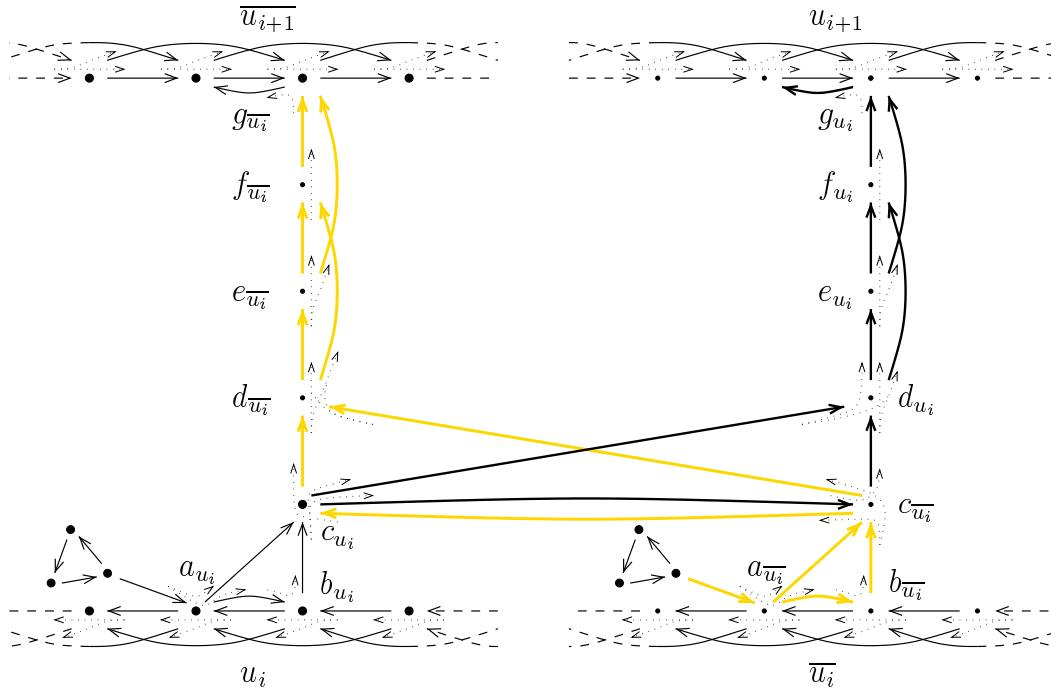 $\overline{u_{i+1}}$ $u_{i+1}$
$g_{\overline{u_i}}$ $g_{u_i}$
$f_{\overline{u_i}}$ $f_{u_i}$
$e_{\overline{u_i}}$ $e_{u_i}$
$d_{\overline{u_i}}$ $d_{u_i}$
$c_{u_i}$ $c_{\overline{u_i}}$
$a_{u_i}$ $b_{u_i}$ $a_{\overline{u_i}}$ $b_{\overline{u_i}}$
$u_i$ $\overline{u_i}$